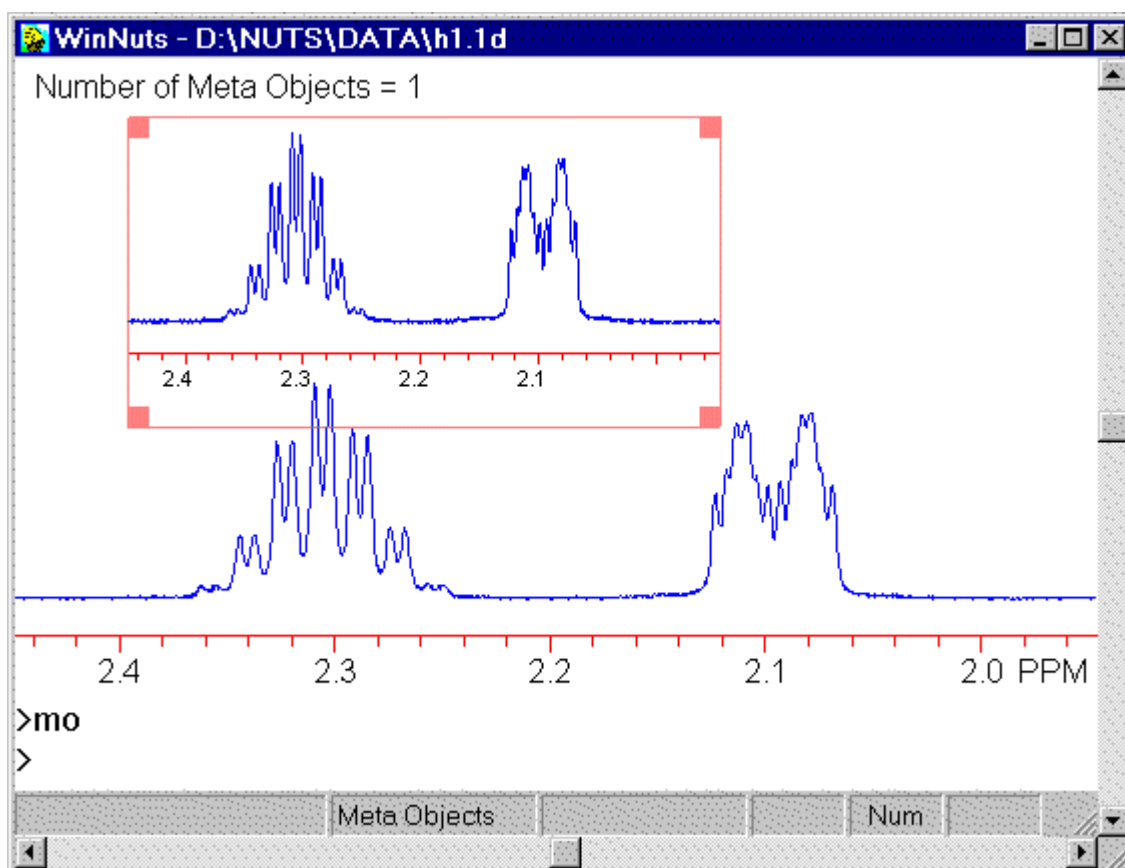 WinNuts - D:\NUTS\DATA\h1.1d
Number of Meta Objects = 1
2.4 2.3 2.2 2.1
2.4 2.3 2.2 2.1 2.0 PPM
>mo
>
Meta Objects Num